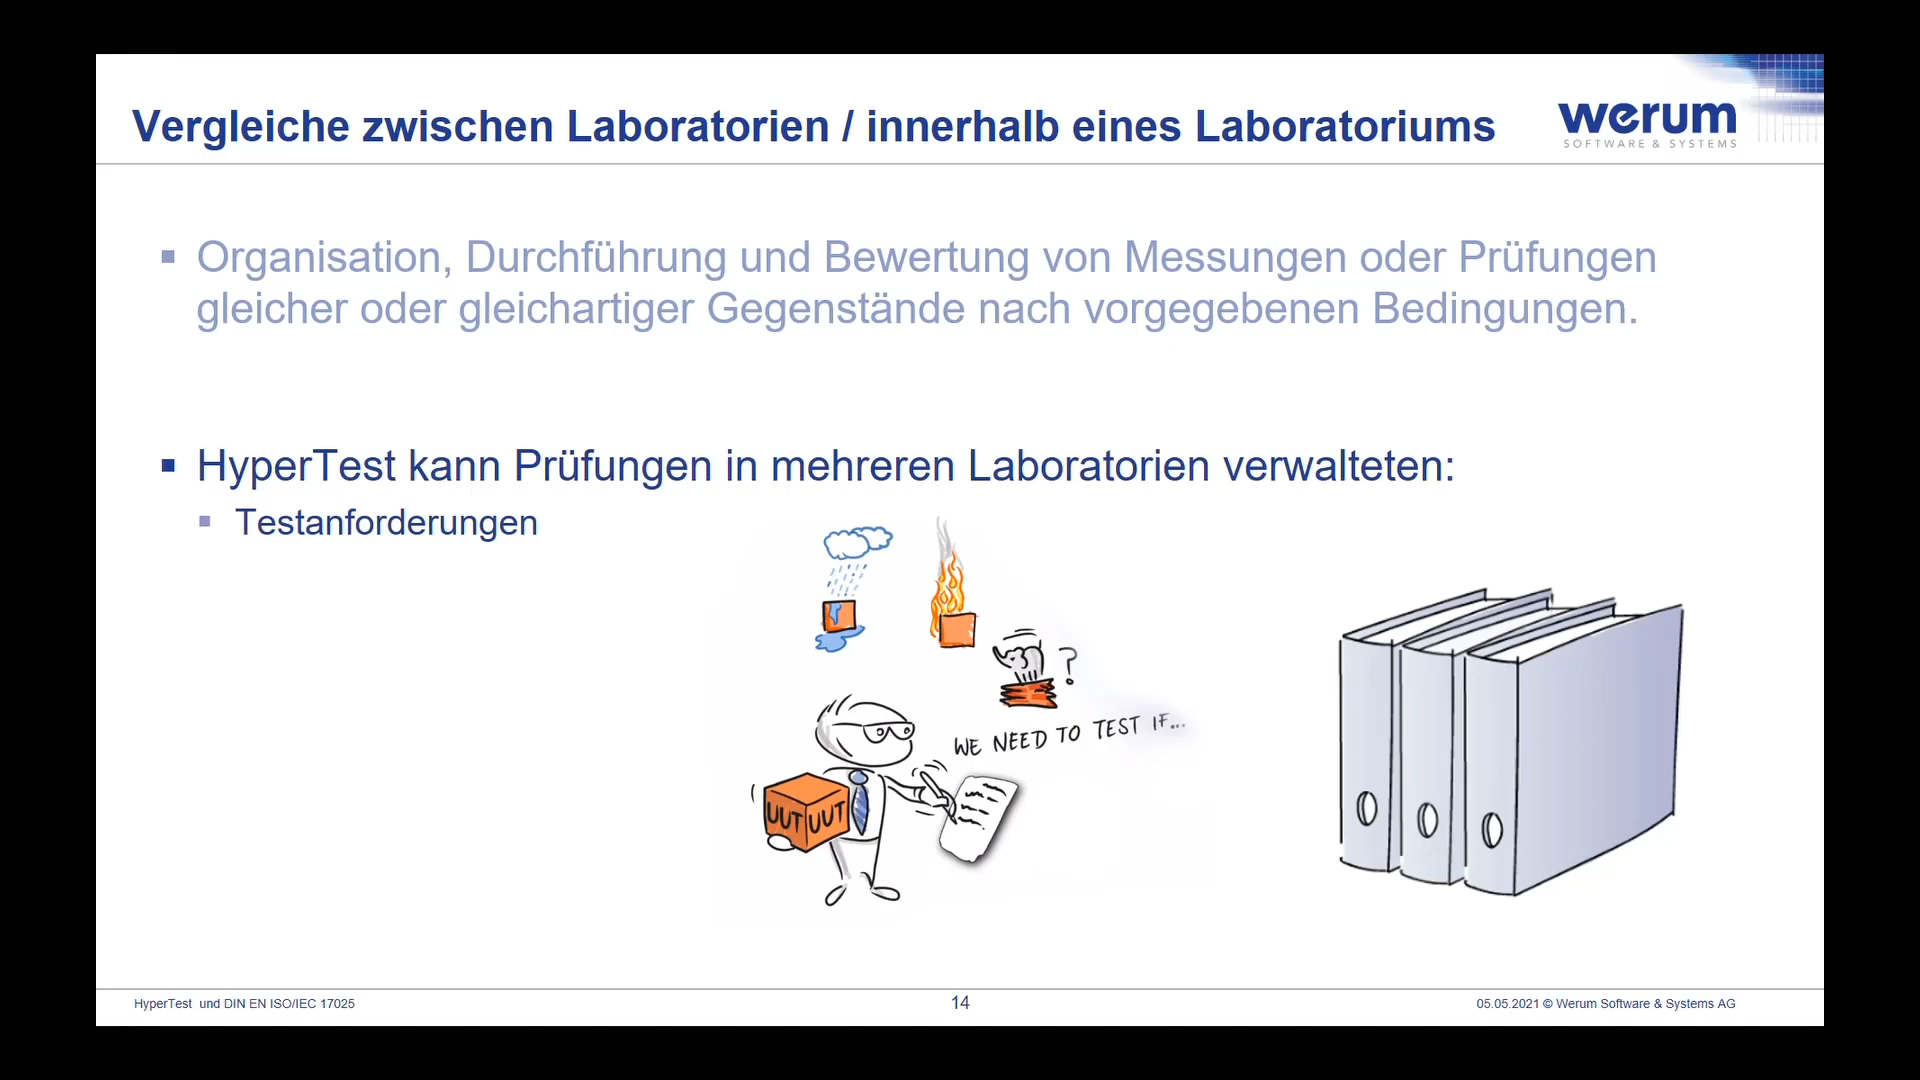 Vergleiche zwischen Laboratorien / innerhalb eines Laboratoriums
werum
SOFTWARE & SYSTEMS
Organisation, Durchführung und Bewertung von Messungen oder Prüfungen
gleicher oder gleichartiger Gegenstände nach vorgegebenen Bedingungen.
HyperTest kann Prüfungen in mehreren Laboratorien verwalteten:
Testanforderungen
?
WE NEED TO TEST IF...
UUT UUT
HyperTest und DIN EN ISO/IEC 17025
14
05.05.2021 © Werum Software & Systems AG